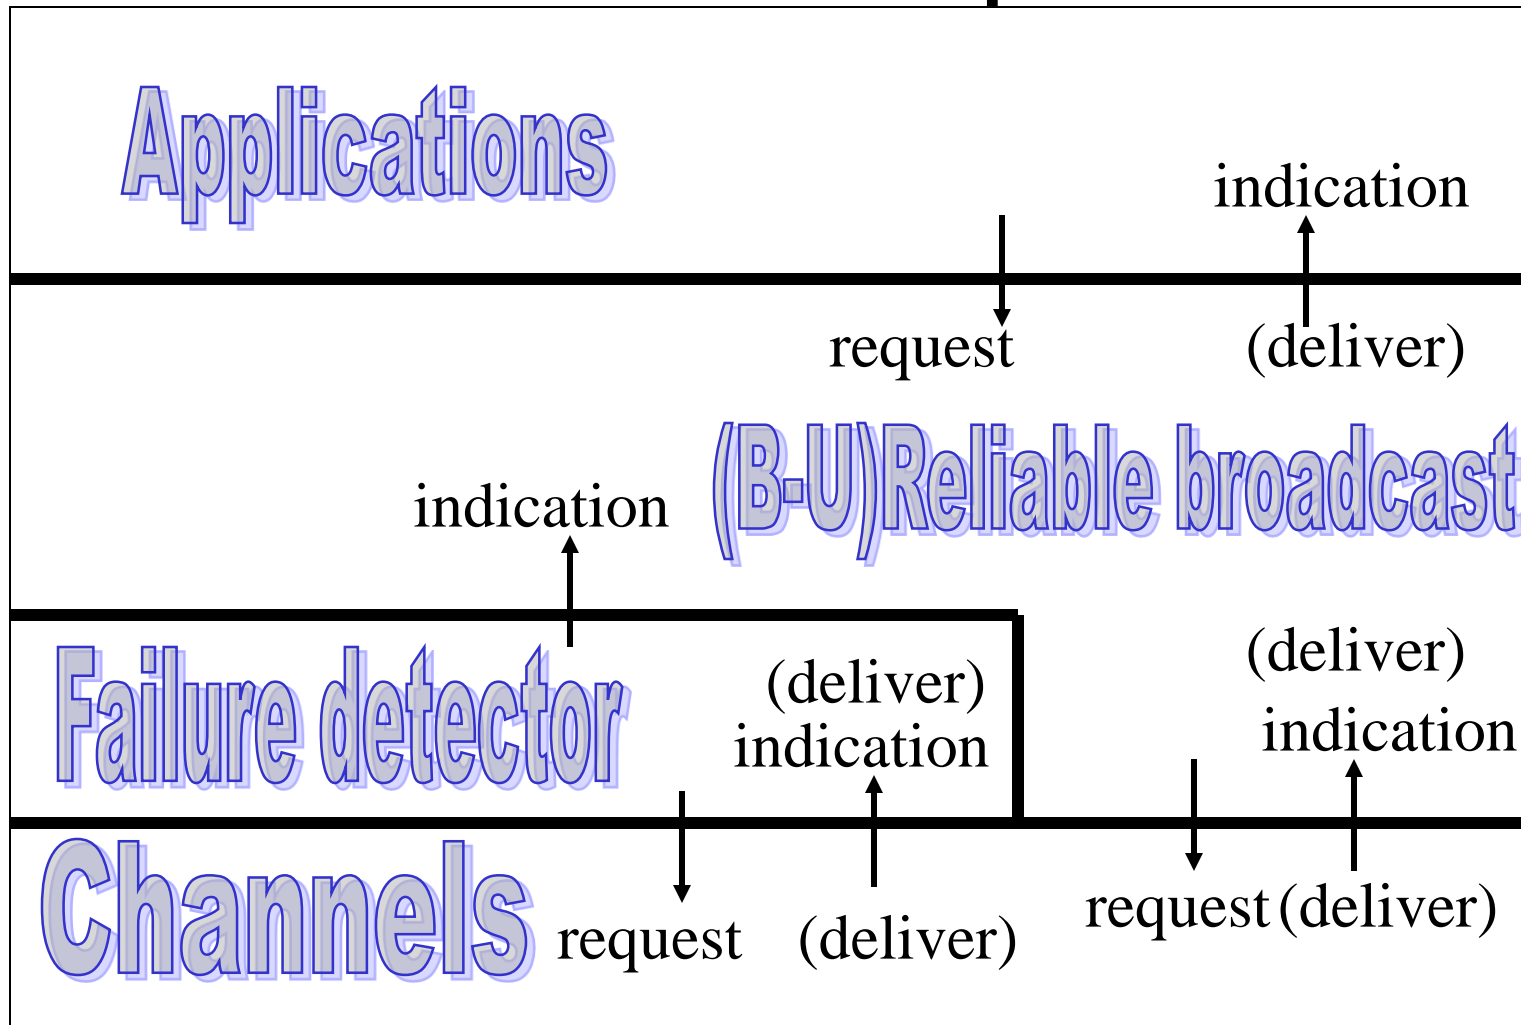 Applications
indication
request
(deliver)
(B-U)Reliable broadcast
indication
Failure detector
(deliver)
indication
(deliver)
indication
Channels
request
(deliver)
request (deliver)